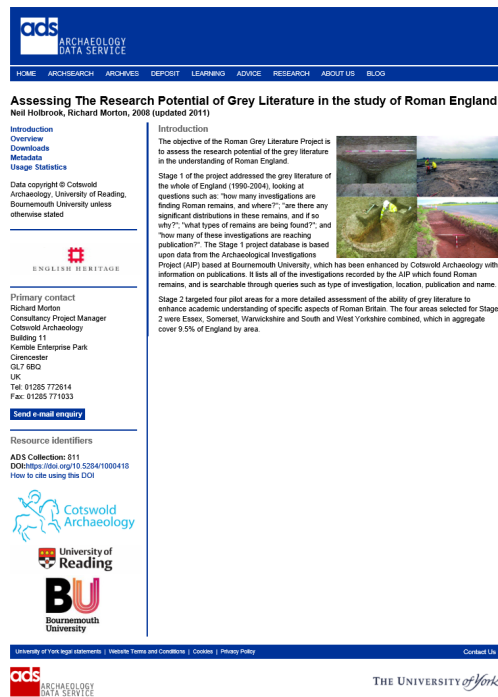 ads
ARCHAEOLOGY
DATA SERVICE
HOME ARCHSEARCH ARCHIVES DEPOSIT LEARNING ADVICE RESEARCH ABOUT US BLOG
Assessing The Research Potential of Grey Literature in the study of Roman England
Neil Holbrook, Richard Morton, 2008 (updated 2011)
Introduction
Overview
Downloads
Metadata
Usage Statistics
Data copyright © Cotswold
Archaeology, University of Reading,
Bournemouth University unless
otherwise stated
ENGLISH HERITAGE
Primary contact
Richard Morton
Consultancy Project Manager
Cotswold Archaeology
Building 11
Kemble Enterprise Park
Cirencester
GL7 6BQ
UK
Tel: 01285 772614
Fax: 01285 771033
Send e-mail enquiry
Resource identifiers
ADS Collection: 811
DOI:https://doi.org/10.5284/1000418
How to cite using this DOI
Cotswold
Archaeology
University of
Reading
BU
Bournemouth
University
Introduction
The objective of the Roman Grey Literature Project is
to assess the research potential of the grey literature
in the understanding of Roman England.
Stage 1 of the project addressed the grey literature of
the whole of England (1990-2004), looking at
questions such as: "how many investigations are
finding Roman remains, and where?"; "are there any
significant distributions in these remains, and if so
why?"; "what types of remains are being found?"; and
"how many of these investigations are reaching
publication?". The Stage 1 project database is based
upon data from the Archaeological Investigations
Project (AIP) based at Bournemouth University, which has been enhanced by Cotswold Archaeology with
information on publications. It lists all of the investigations recorded by the AIP which found Roman
remains, and is searchable through queries such as type of investigation, location, publication and name.
Stage 2 targeted four pilot areas for a more detailed assessment of the ability of grey literature to
enhance academic understanding of specific aspects of Roman Britain. The four areas selected for Stage
2 were Essex, Somerset, Warwickshire and South and West Yorkshire combined, which in aggregate
cover 9.5% of England by area.
University of York legal statements | Website Terms and Conditions | Cookies | Privacy Policy
Contact Us
ads
ARCHAEOLOGY
DATA SERVICE
THE UNIVERSITY of York